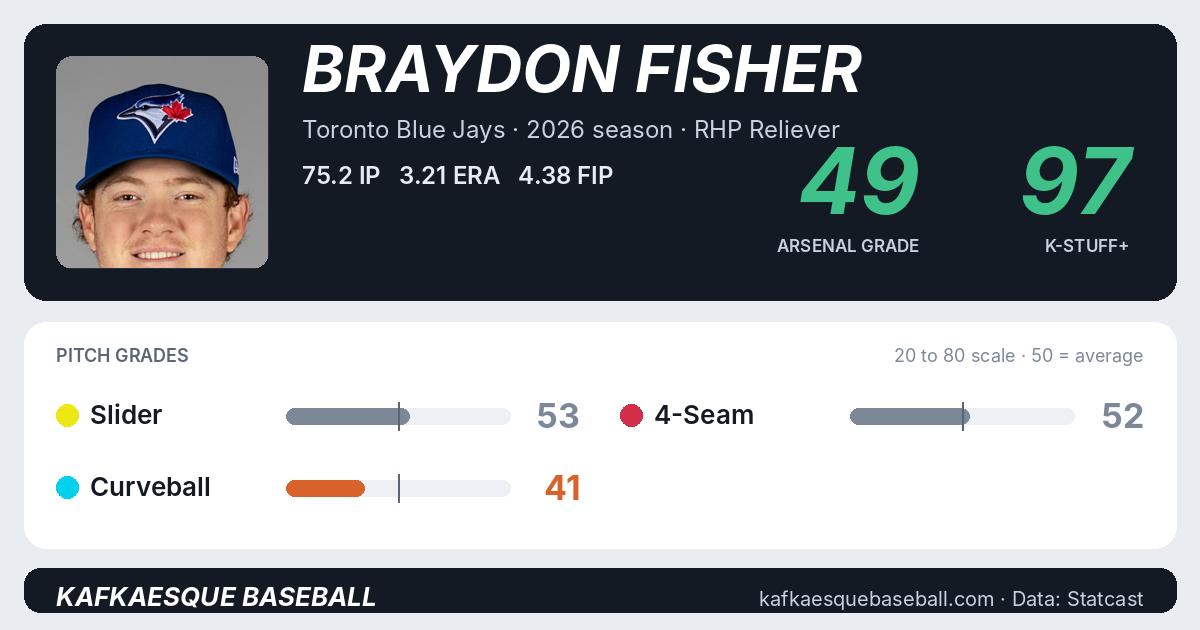 BRAYDON FISHER
Toronto Blue Jays · 2026 season · RHP Reliever
75.2 IP 3.21 ERA 4.38 FIP
49 97
ARSENAL GRADE K-STUFF+
PITCH GRADES 20 to 80 scale · 50 = average
Slider 53 4-Seam 52
Curveball 41
KAFKAESQUE BASEBALL kafkaesquebaseball.com · Data: Statcast